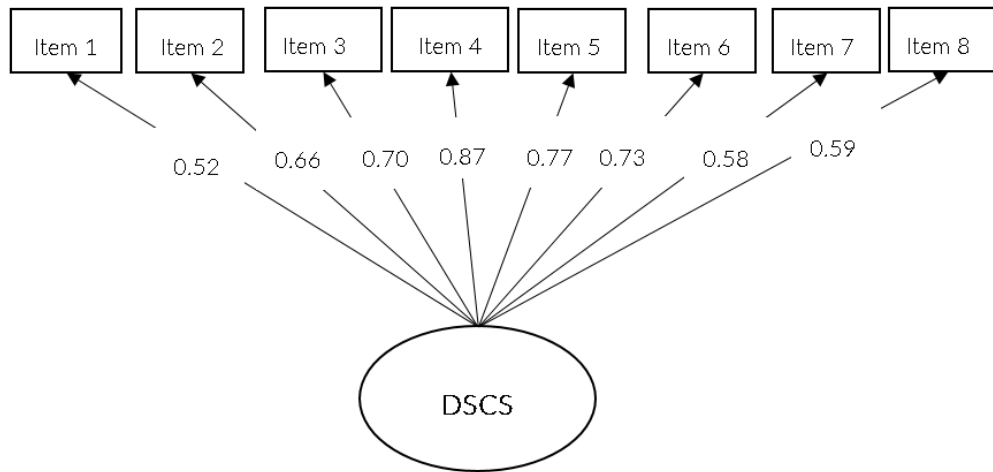 Item 1
Item 2
Item 3
Item 4
Item 5
Item 6
Item 7
Item 8
0.52
0.66
0.70
0.87
0.77
0.73
0.58
0.59
DSCS